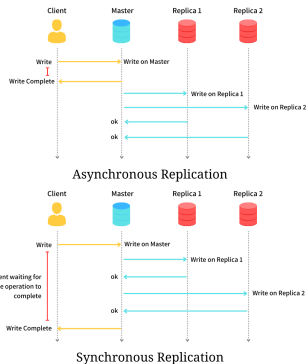 Client Master Replica 1 Replica 2
Write Write on Master
Write Complete
Write on Replica 1
Write on Replica 2
ok
ok
Asynchronous Replication
Client Master Replica 1 Replica 2
Write Write on Master
Write on Replica 1
waiting for
ok
operation to
Write on Replica 2
complete
ok
Write Complete
Synchronous Replication